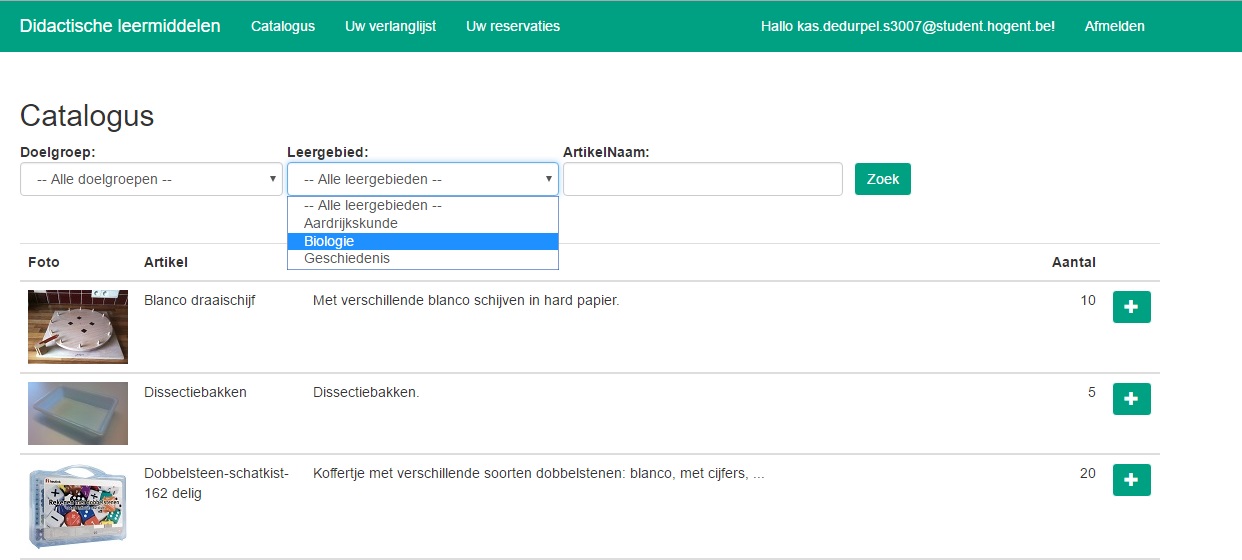 Didactische leermiddelen Catalogus Uw verlanglijst Uw reservaties Hallo kas.dedurpel.s3007@student.hogent.be! Afmelden
Catalogus
Doelgroep: Leergebied: ArtikelNaam:
-- Alle doelgroepen -- -- Alle leergebieden -- Zoek
-- Alle leergebieden --
Aardrijkskunde
Biologie
Geschiedenis
Foto Artikel Aantal
Blanco draaischijf Met verschillende blanco schijven in hard papier. 10
Dissectiebakken Dissectiebakken. 5
Dobbelsteen-schatkist- Koffertje met verschillende soorten dobbelstenen: blanco, met cijfers, ... 20
162 delig